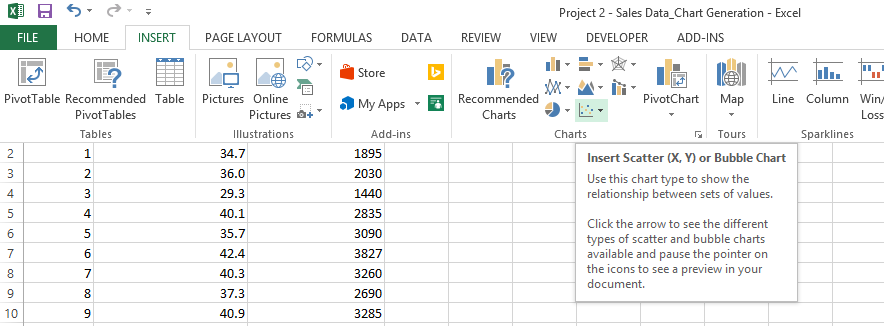 Project 2 - Sales Data_Chart Generation - Excel
FILE HOME INSERT PAGE LAYOUT FORMULAS DATA REVIEW VIEW DEVELOPER ADD-INS
PivotTable Recommended PivotTables Table
Pictures Online Pictures
Store
My Apps
Recommended Charts
PivotChart
Map
Line Column Win/Loss
Tables Illustrations Add-ins Charts Tours Sparklines
2 1 34.7 1895
3 2 36.0 2030
4 3 29.3 1440
5 4 40.1 2835
6 5 35.7 3090
7 6 42.4 3827
8 7 40.3 3260
9 8 37.3 2690
10 9 40.9 3285
Insert Scatter (X, Y) or Bubble Chart
Use this chart type to show the
relationship between sets of values.
Click the arrow to see the different
types of scatter and bubble charts
available and pause the pointer on
the icons to see a preview in your
document.